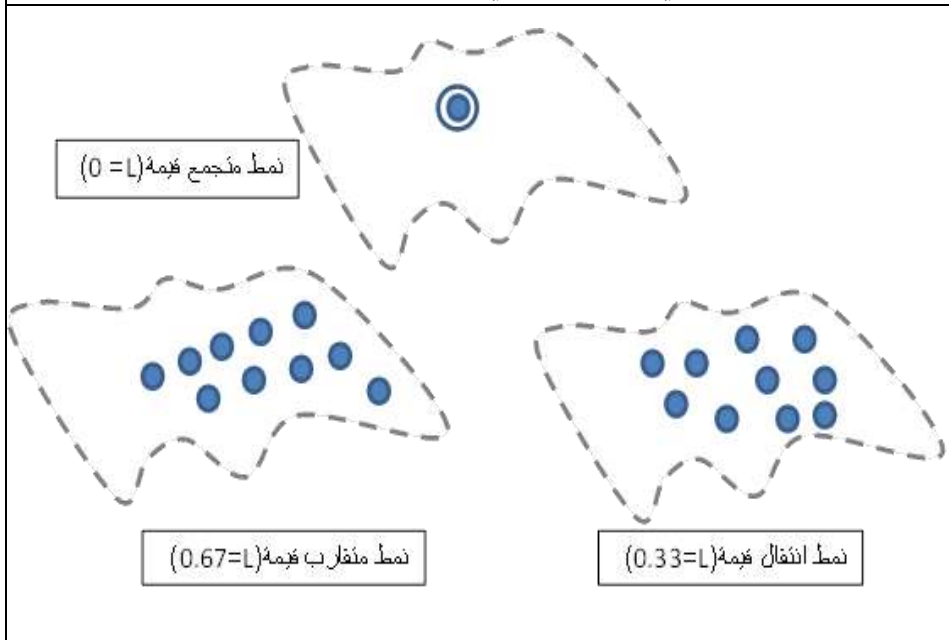 نمط متجمع قيمة(L= 0)
نمط انتقال قيمة(L=0.33)
نمط متقارب قيمة(L=0.67)